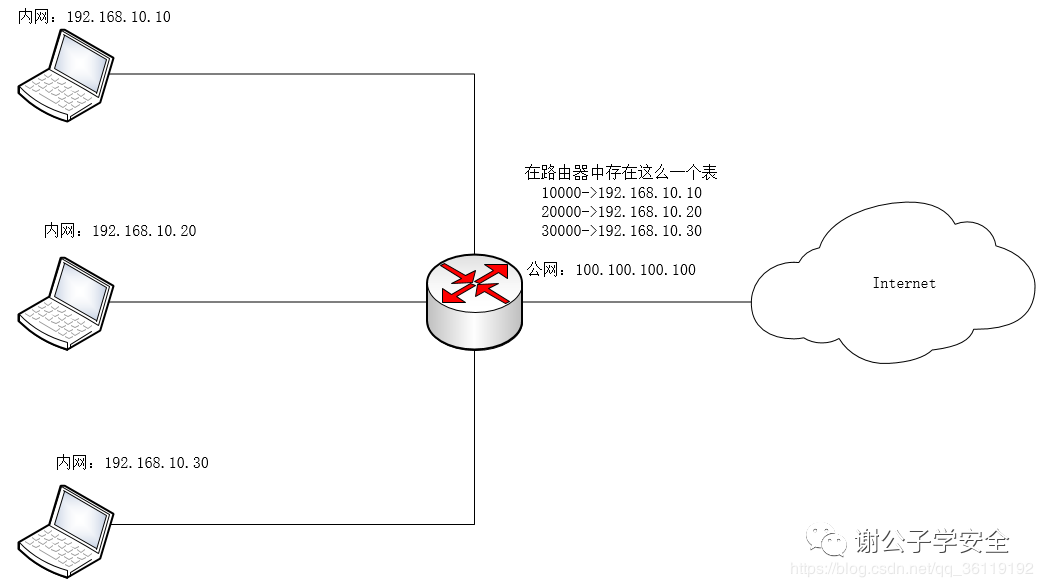 内网：192.168.10.10
在路由器中存在这么一个表
10000->192.168.10.10
20000->192.168.10.20
30000->192.168.10.30
内网：192.168.10.20
公网：100.100.100.100
Internet
内网：192.168.10.30
谢公子学安全
https://blog.csdn.net/qq_36119192